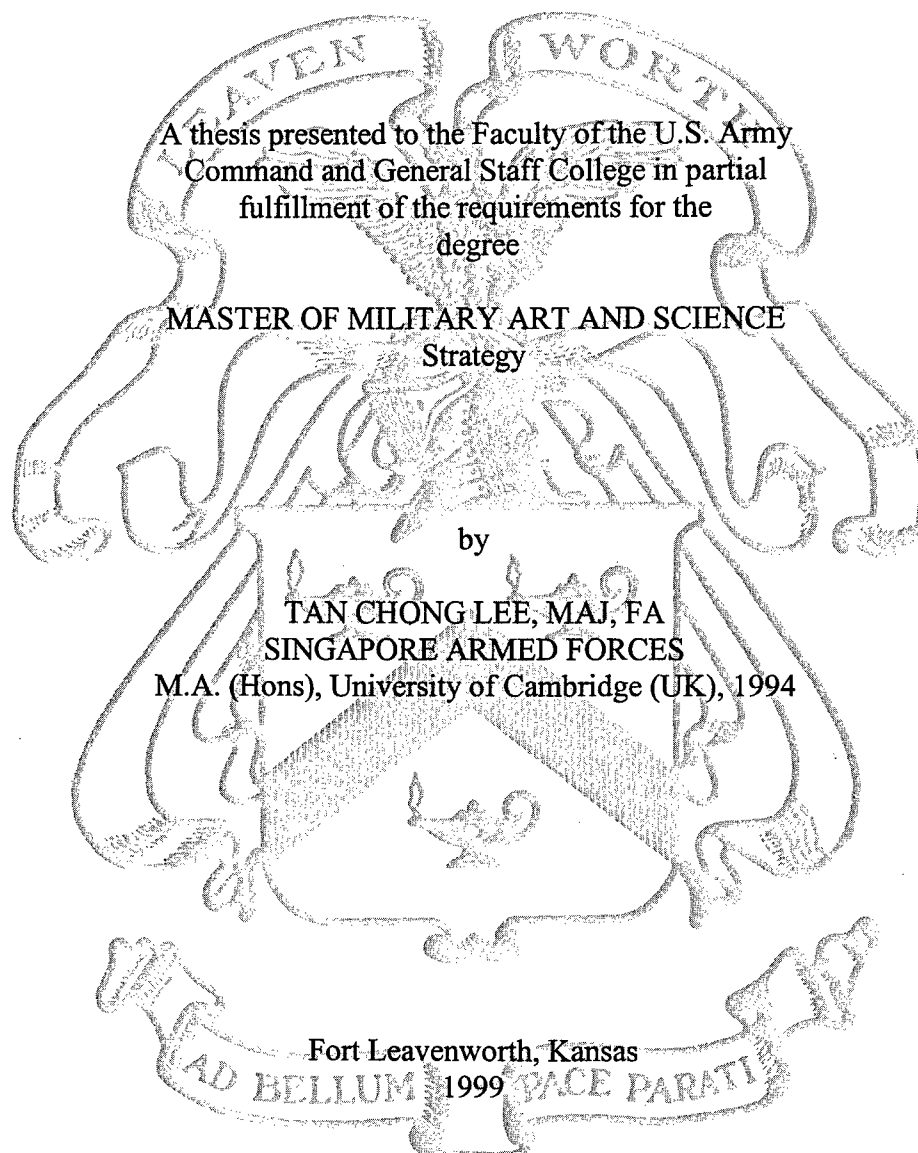 LEAVEN WORTH
A thesis presented to the Faculty of the U.S. Army
Command and General Staff College in partial
fulfillment of the requirements for the
degree
MASTER OF MILITARY ART AND SCIENCE
Strategy
by
TAN CHONG LEE, MAJ, FA
SINGAPORE ARMED FORCES
M.A. (Hons), University of Cambridge (UK), 1994
Fort Leavenworth, Kansas
1999
AD BELLUM PACE PARATI